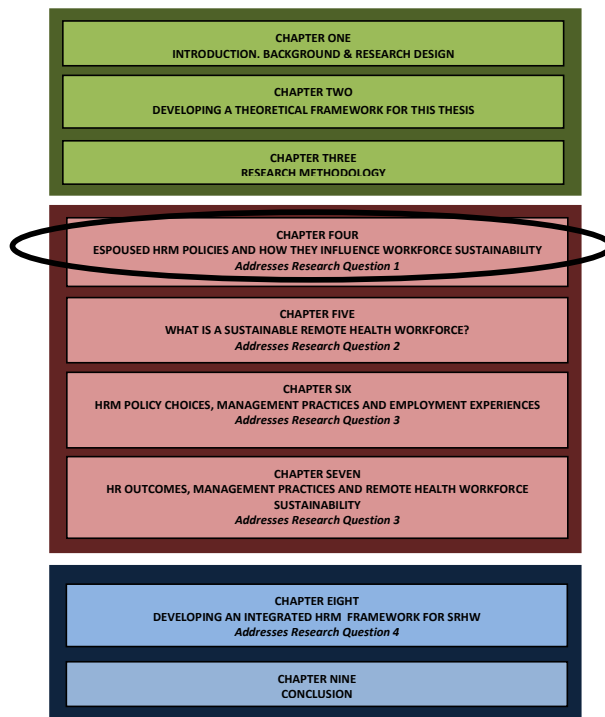 CHAPTER ONE
INTRODUCTION. BACKGROUND & RESEARCH DESIGN
CHAPTER TWO
DEVELOPING A THEORETICAL FRAMEWORK FOR THIS THESIS
CHAPTER THREE
RESEARCH METHODOLOGY
CHAPTER FOUR
ESPOUSED HRM POLICIES AND HOW THEY INFLUENCE WORKFORCE SUSTAINABILITY
Addresses Research Question 1
CHAPTER FIVE
WHAT IS A SUSTAINABLE REMOTE HEALTH WORKFORCE?
Addresses Research Question 2
CHAPTER SIX
HRM POLICY CHOICES, MANAGEMENT PRACTICES AND EMPLOYMENT EXPERIENCES
Addresses Research Question 3
CHAPTER SEVEN
HR OUTCOMES, MANAGEMENT PRACTICES AND REMOTE HEALTH WORKFORCE
SUSTAINABILITY
Addresses Research Question 3
CHAPTER EIGHT
DEVELOPING AN INTEGRATED HRM FRAMEWORK FOR SRHW
Addresses Research Question 4
CHAPTER NINE
CONCLUSION